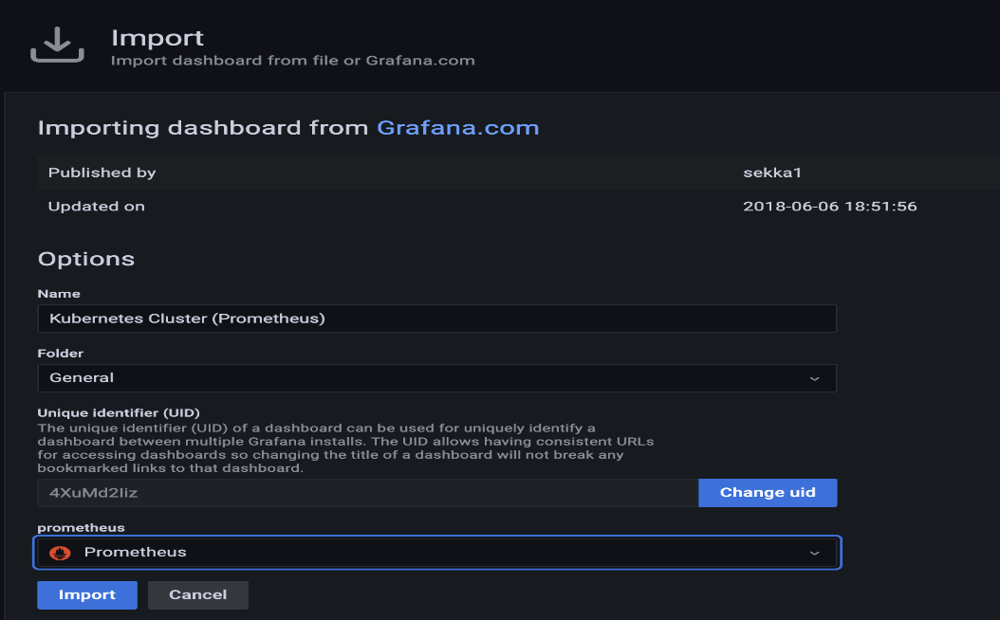 Import
Import dashboard from file or Grafana.com
Importing dashboard from Grafana.com
Published by sekka1
Updated on 2018-06-06 18:51:56
Options
Name
Kubernetes Cluster (Prometheus)
Folder
General
Unique identifier (UID)
The unique identifier (UID) of a dashboard can be used for uniquely identify a
dashboard between multiple Grafana installs. The UID allows having consistent URLs
for accessing dashboards so changing the title of a dashboard will not break any
bookmarked links to that dashboard.
4XuMd2Iiz Change uid
prometheus
Prometheus
Import Cancel